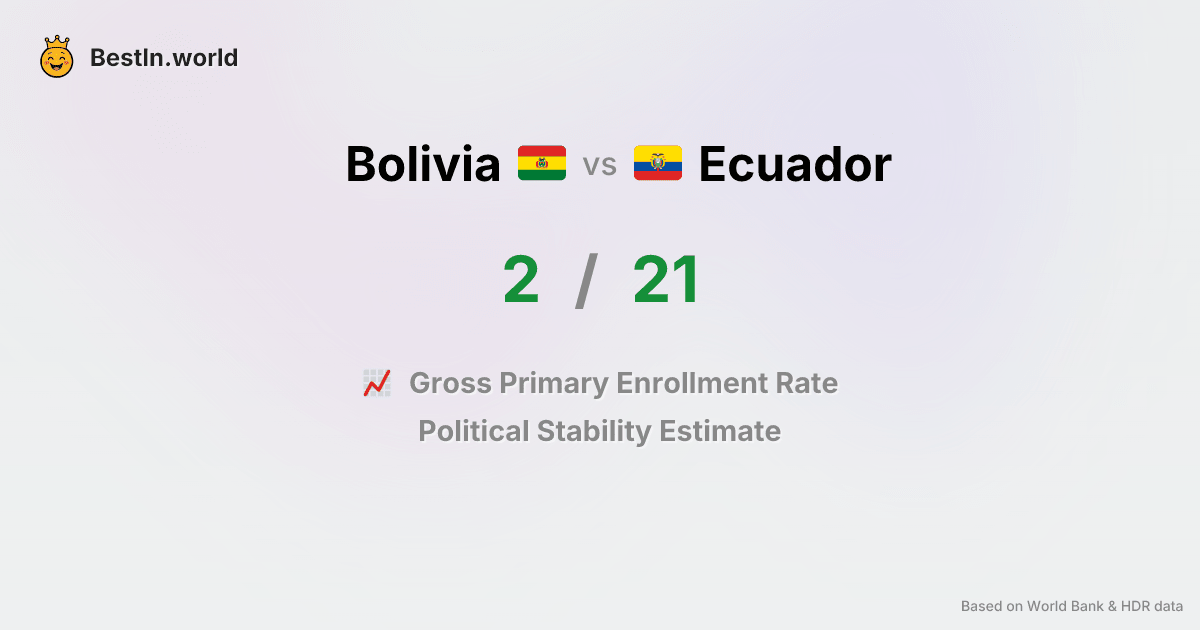 BestIn.world
Bolivia vs Ecuador
2 / 21
Gross Primary Enrollment Rate
Political Stability Estimate
Based on World Bank & HDR data